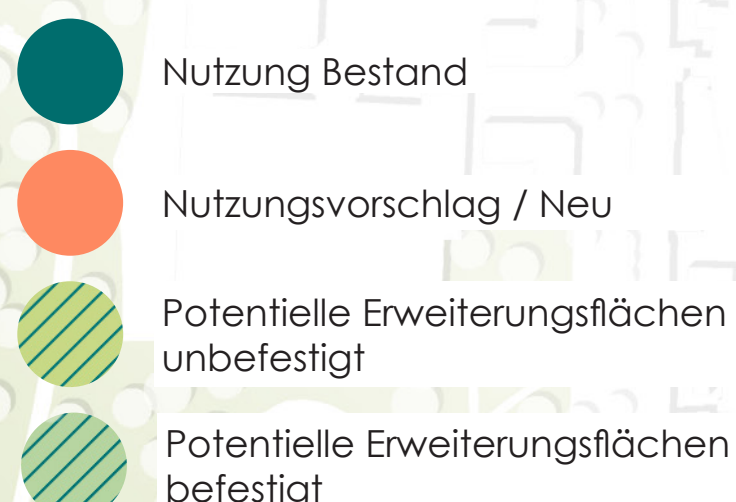 Nutzung Bestand
Nutzungsvorschlag / Neu
Potentielle Erweiterungsflächen
unbefestigt
Potentielle Erweiterungsflächen
befestigt